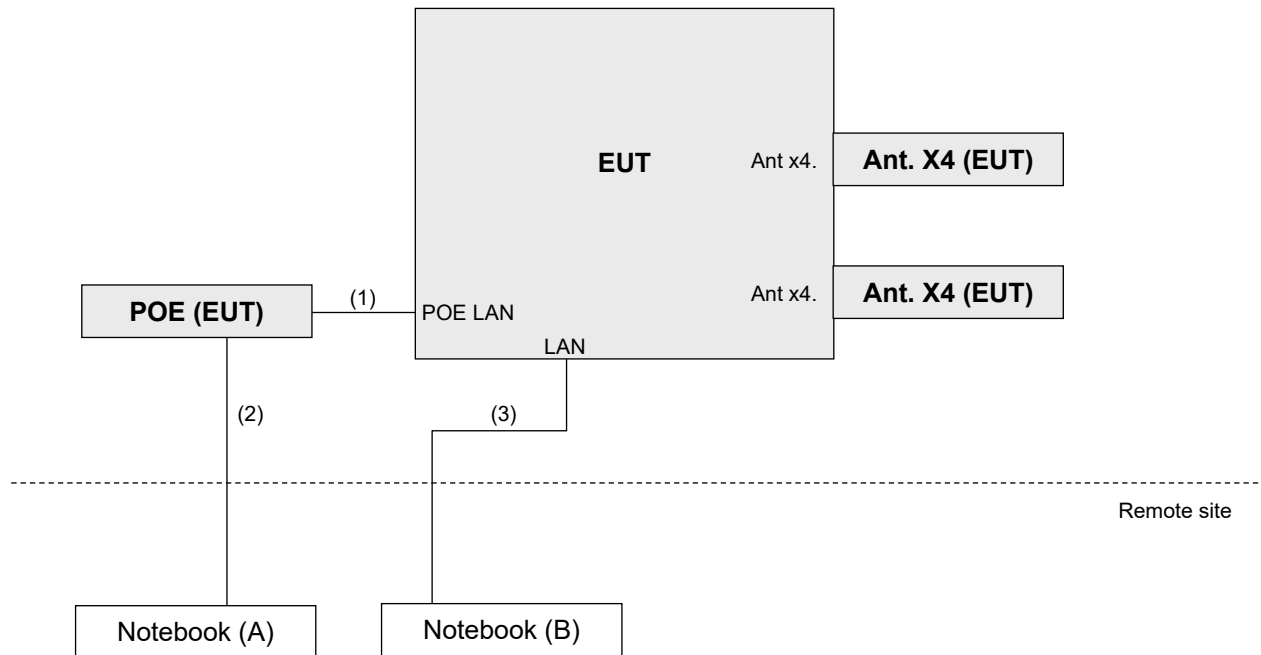 EUT
Ant x4.
Ant. X4 (EUT)
Ant x4.
Ant. X4 (EUT)
POE (EUT)
(1)
POE LAN
LAN
(2)
(3)
Remote site
Notebook (A)
Notebook (B)